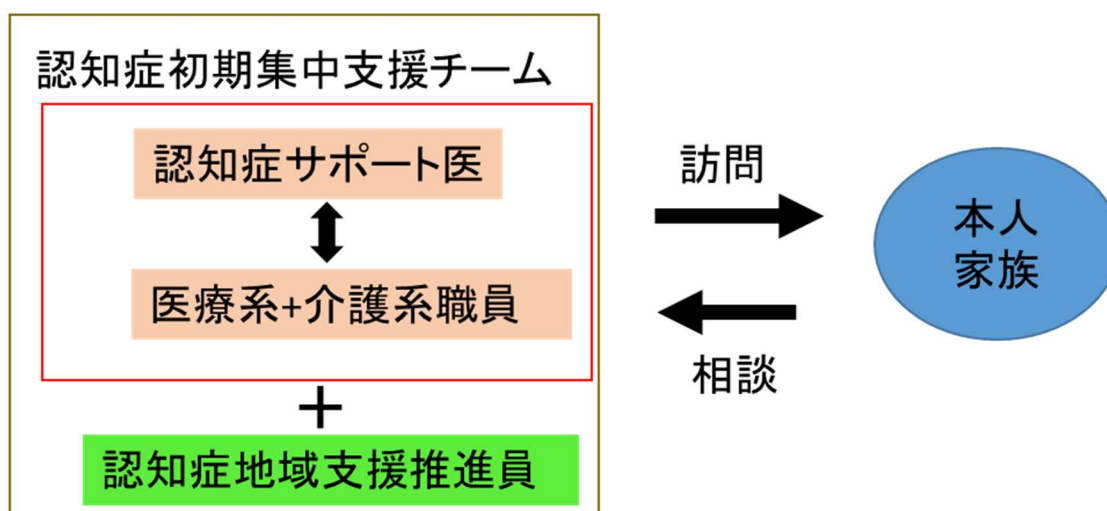 認知症初期集中支援チーム
認知症サポート医
医療系+介護系職員
＋
認知症地域支援推進員
訪問
相談
本人
家族